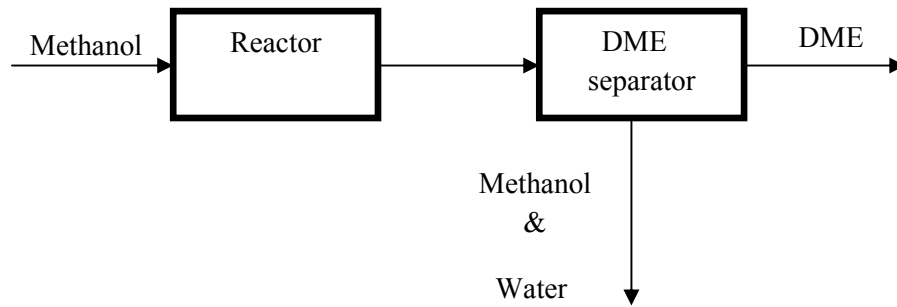 Methanol
Reactor
DME
separator
DME
Methanol
&
Water